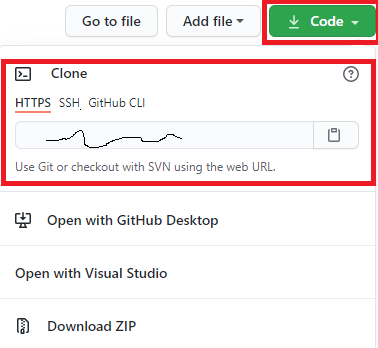 Go to file Add file Code
Clone
HTTPS SSH GitHub CLI
Use Git or checkout with SVN using the web URL.
Open with GitHub Desktop
Open with Visual Studio
Download ZIP